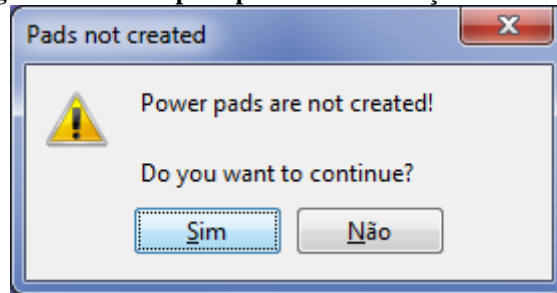 Pads not created
Power pads are not created!
Do you want to continue?
Sim
Não